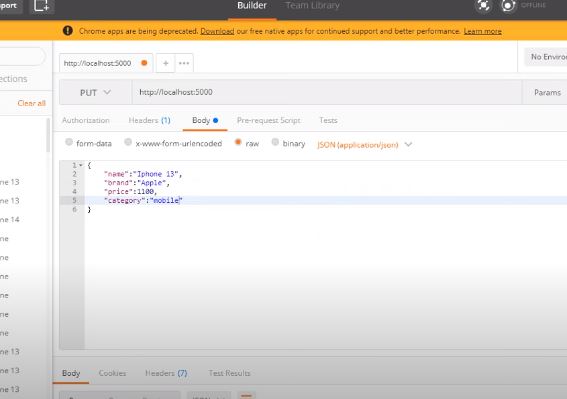 port
Builder Team Library
OFFLINE
Chrome apps are being deprecated. Download our free native apps for continued support and better performance. Learn more
http://localhost:5000 + •••
No Enviro
ections
PUT http://localhost:5000 Params
Clear all
Authorization Headers (1) Body Pre-request Script Tests
form-data x-www-form-urlencoded raw binary JSON (application/json)
1 {
2 "name":"Iphone 13",
3 "brand":"Apple",
4 "price":1100,
5 "category":"mobile"
6 }
ne 13
ne 13
ne 14
ne
ne
ne
ne
ne
ne
ne 13
ne 13
ne 13
Body Cookies Headers (7) Test Results